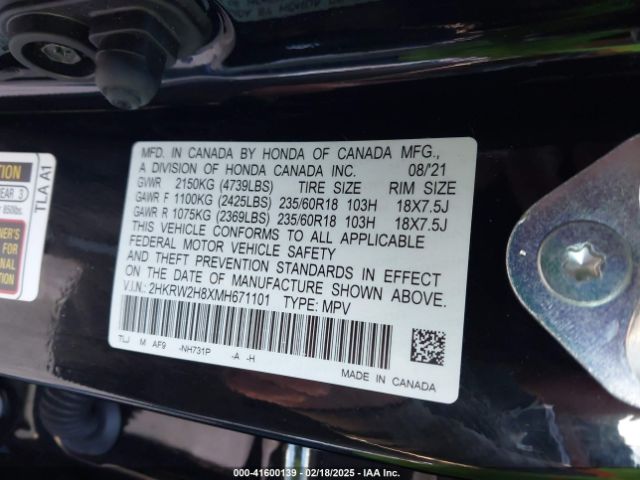 MFD. IN CANADA BY HONDA OF CANADA MFG.,
A DIVISION OF HONDA CANADA INC. 08/'21
GVWR 2150KG (4739LBS) TIRE SIZE RIM SIZE
GAWR F 1100KG (2425LBS) 235/60R18 103H 18X7.5J
GAWR R 1075KG (2369LBS) 235/60R18 103H 18X7.5J
THIS VEHICLE CONFORMS TO ALL APPLICABLE
FEDERAL MOTOR VEHICLE SAFETY
AND THEFT PREVENTION STANDARDS IN EFFECT
ON THE DATE OF MANUFACTURE SHOWN ABOVE.
V.I.N.: 2HKRW2H8XMH671101 TYPE: MPV
TLJ M AF9 -NH731P -A -H
MADE IN CANADA
TLA A1
000-41600139 - 02/18/2025 - IAA Inc.